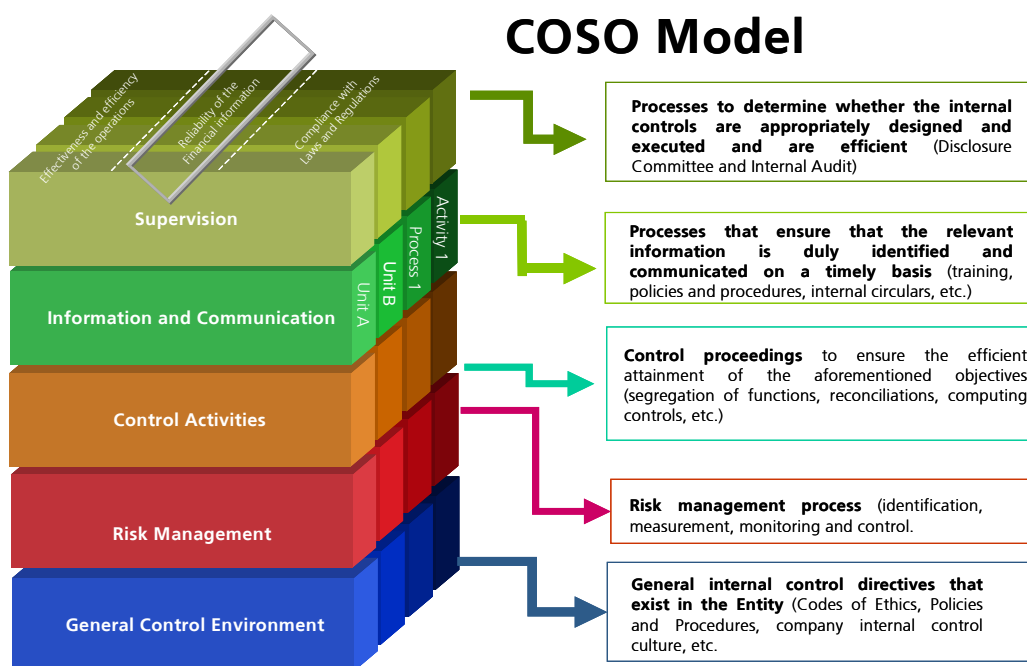 COSO Model
Effectiveness and efficiency
of the operations
Reliability of the
Financial information
Compliance with
Laws and Regulations
Supervision
Information and Communication
Control Activities
Risk Management
General Control Environment
Unit A
Unit B
Process 1
Activity 1
Processes to determine whether the internal
controls are appropriately designed and
executed and are efficient (Disclosure
Committee and Internal Audit)
Processes that ensure that the relevant
information is duly identified and
communicated on a timely basis (training,
policies and procedures, internal circulars, etc.)
Control proceedings to ensure the efficient
attainment of the aforementioned objectives
(segregation of functions, reconciliations, computing
controls, etc.)
Risk management process (identification,
measurement, monitoring and control.
General internal control directives that
exist in the Entity (Codes of Ethics, Policies
and Procedures, company internal control
culture, etc.